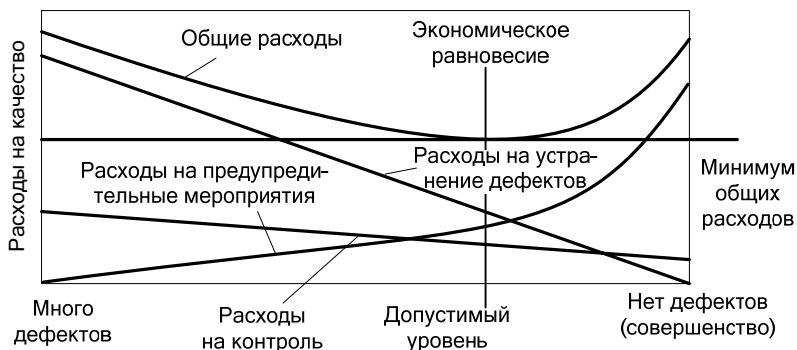 Общие расходы
Экономическое
равновесие
Расходы на качество
Расходы на предупреди-
тельные мероприятия
Расходы на устра-
нение дефектов
Минимум
общих
расходов
Много
дефектов
Расходы
на контроль
Допустимый
уровень
Нет дефектов
(совершенство)